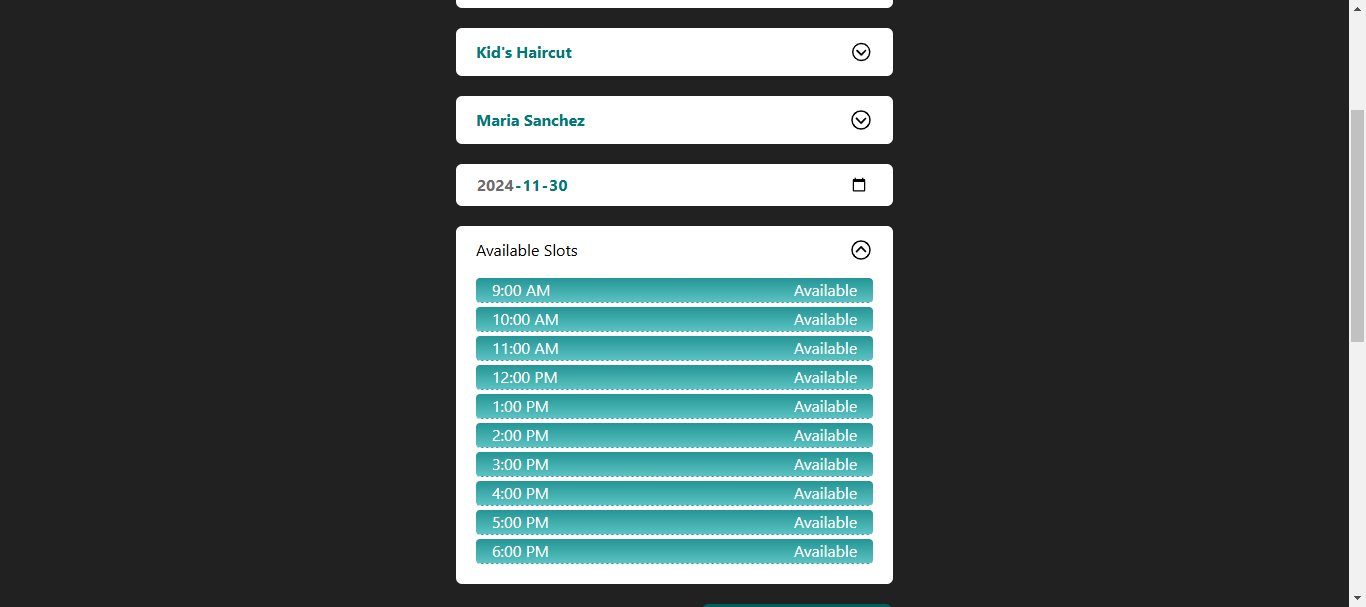 Kid's Haircut
Maria Sanchez
2024-11-30
Available Slots
9:00 AM Available
10:00 AM Available
11:00 AM Available
12:00 PM Available
1:00 PM Available
2:00 PM Available
3:00 PM Available
4:00 PM Available
5:00 PM Available
6:00 PM Available